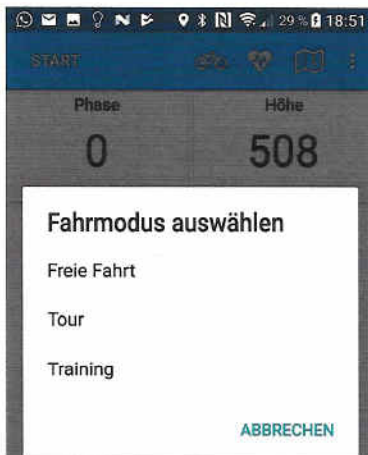 29 % 18:51
START
Phase Höhe
0 508
Fahrmodus auswählen
Freie Fahrt
Tour
Training
ABBRECHEN